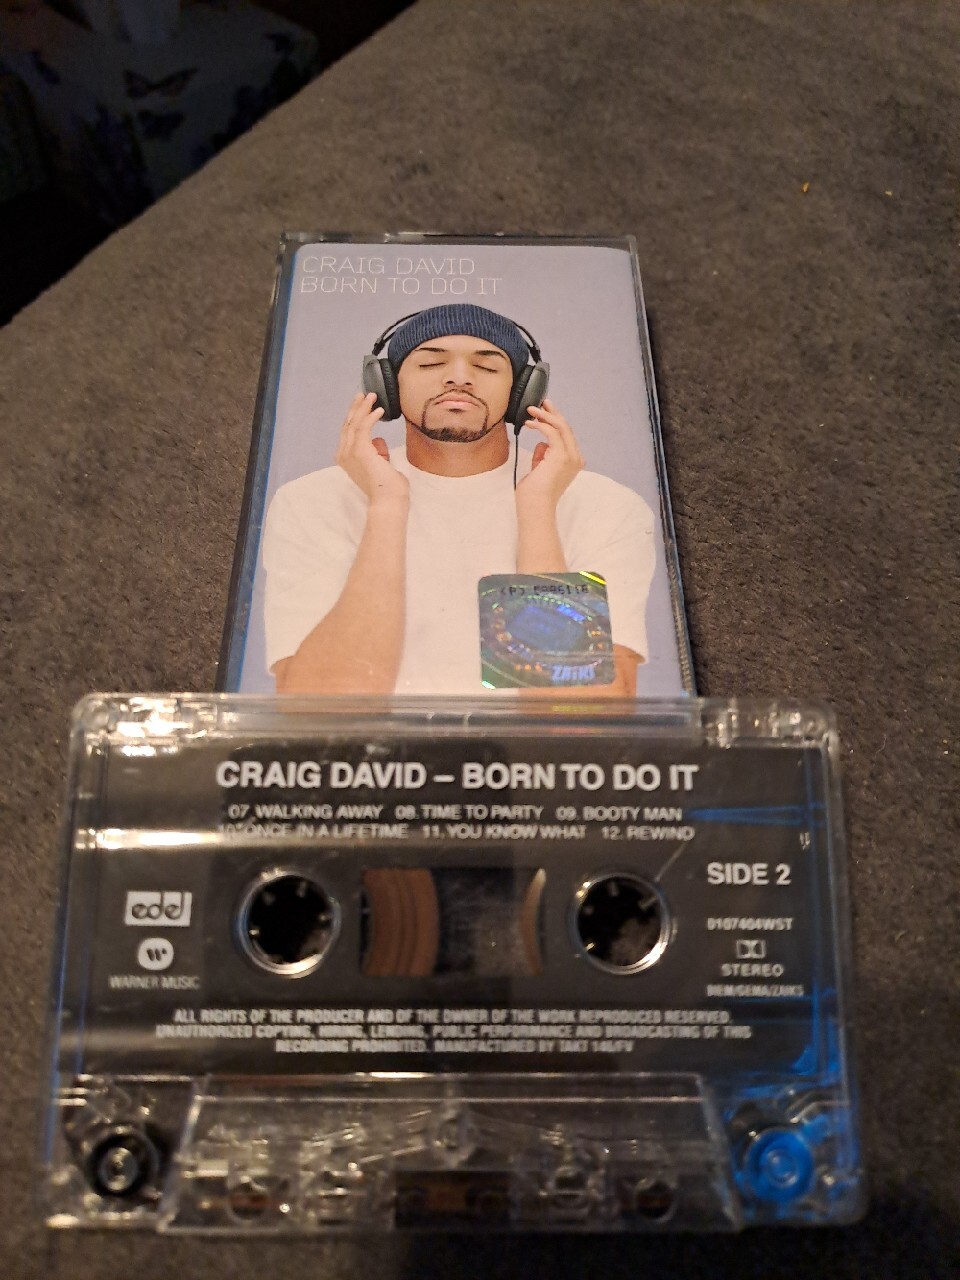 CRAIG DAVID
BORN TO DO IT
ZAiKS
CRAIG DAVID – BORN TO DO IT
07. WALKING AWAY 08. TIME TO PARTY 09. BOOTY MAN
10. ONCE IN A LIFETIME 11. YOU KNOW WHAT 12. REWIND
SIDE 2
edel
WARNER MUSIC
0107404WST
STEREO
BIEM/GEMA/ZAIKS
ALL RIGHTS OF THE PRODUCER AND OF THE OWNER OF THE WORK REPRODUCED RESERVED.
UNAUTHORIZED COPYING, HIRING, LENDING, PUBLIC PERFORMANCE AND BROADCASTING OF THIS
RECORDING PROHIBITED. MANUFACTURED BY TAKT 146/FV